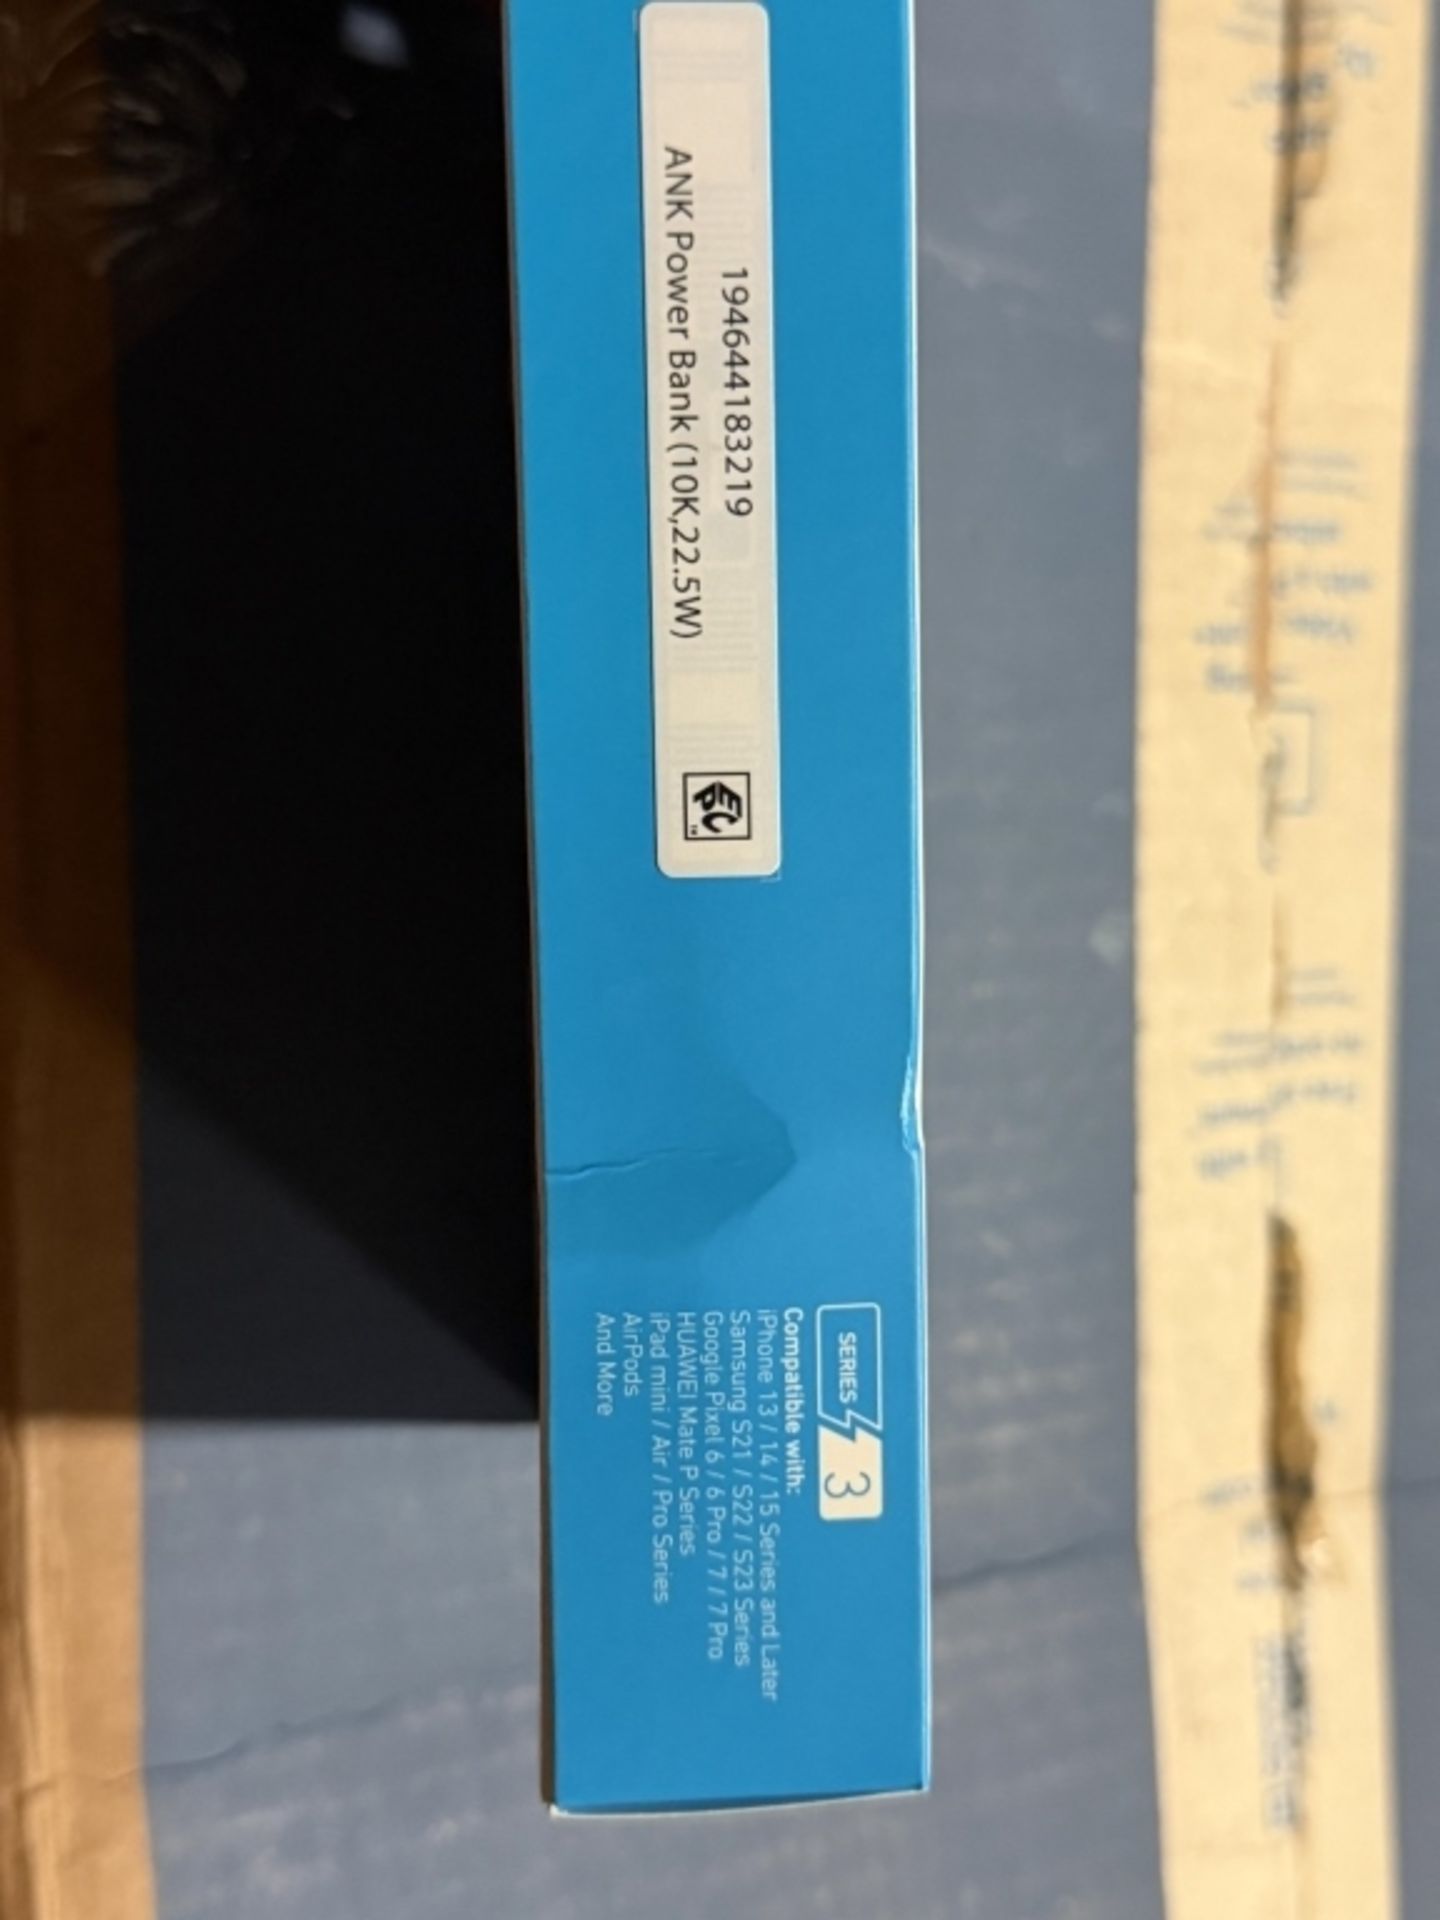 194644183219
ANK Power Bank (10K,22.5W)
EPC
TM
SERIES 3
Compatible with:
iPhone 13 / 14 / 15 Series and Later
Samsung S21 / S22 / S23 Series
Google Pixel 6 / 6 Pro / 7 / 7 Pro
HUAWEI Mate P Series
iPad mini / Air / Pro Series
AirPods
And More